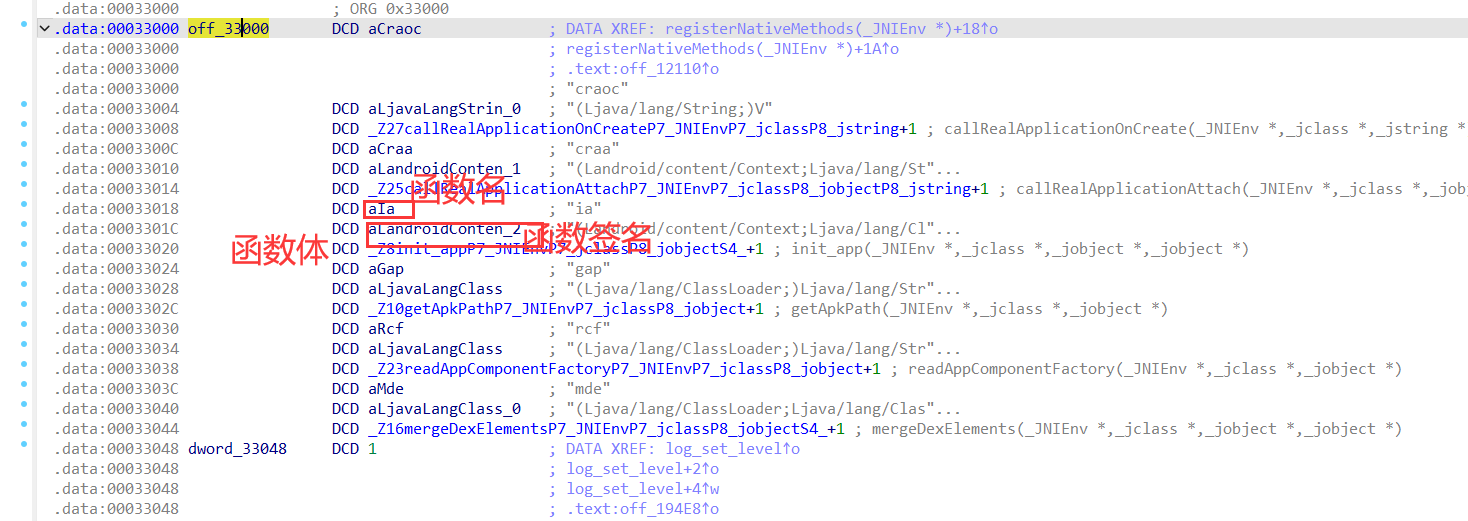 .data:00033000 ; ORG 0x33000
.data:00033000 off_33000 DCD aCraoc ; DATA XREF: registerNativeMethods(_JNIEnv *)+18↑o
.data:00033000 ; registerNativeMethods(_JNIEnv *)+1A↑o
.data:00033000 ; .text:off_12110↑o
.data:00033000 ; "craoc"
.data:00033004 DCD aLjavaLangStrin_0 ; "(Ljava/lang/String;)V"
.data:00033008 DCD _Z27callRealApplicationOnCreateP7_JNIEnvP7_jclassP8_jstring+1 ; callRealApplicationOnCreate(_JNIEnv *,_jclass *,_jstring *
.data:0003300C DCD aCraa ; "craa"
.data:00033010 DCD aLandroidConten_1 ; "(Landroid/content/Context;Ljava/lang/St"...
.data:00033014 DCD _Z25callRealApplicationAttachP7_JNIEnvP7_jclassP8_jobjectP8_jstring+1 ; callRealApplicationAttach(_JNIEnv *,_jclass *,_job
函数名
.data:00033018 DCD aIa ; "ia"
.data:0003301C DCD aLandroidConten_2 ; "(Landroid/content/Context;Ljava/lang/Cl"...
函数签名
函数体
.data:00033020 DCD _Z8init_appP7_JNIEnvP7_jclassP8_jobjectS4_+1 ; init_app(_JNIEnv *,_jclass *,_jobject *,_jobject *)
.data:00033024 DCD aGap ; "gap"
.data:00033028 DCD aLjavaLangClass ; "(Ljava/lang/ClassLoader;)Ljava/lang/Str"...
.data:0003302C DCD _Z10getApkPathP7_JNIEnvP7_jclassP8_jobject+1 ; getApkPath(_JNIEnv *,_jclass *,_jobject *)
.data:00033030 DCD aRcf ; "rcf"
.data:00033034 DCD aLjavaLangClass ; "(Ljava/lang/ClassLoader;)Ljava/lang/Str"...
.data:00033038 DCD _Z23readAppComponentFactoryP7_JNIEnvP7_jclassP8_jobject+1 ; readAppComponentFactory(_JNIEnv *,_jclass *,_jobject *)
.data:0003303C DCD aMde ; "mde"
.data:00033040 DCD aLjavaLangClass_0 ; "(Ljava/lang/ClassLoader;Ljava/lang/Clas"...
.data:00033044 DCD _Z16mergeDexElementsP7_JNIEnvP7_jclassP8_jobjectS4_+1 ; mergeDexElements(_JNIEnv *,_jclass *,_jobject *,_jobject *)
.data:00033048 dword_33048 DCD 1 ; DATA XREF: log_set_level↑o
.data:00033048 ; log_set_level+2↑o
.data:00033048 ; log_set_level+4↑w
.data:00033048 ; .text:off_194E8↑o